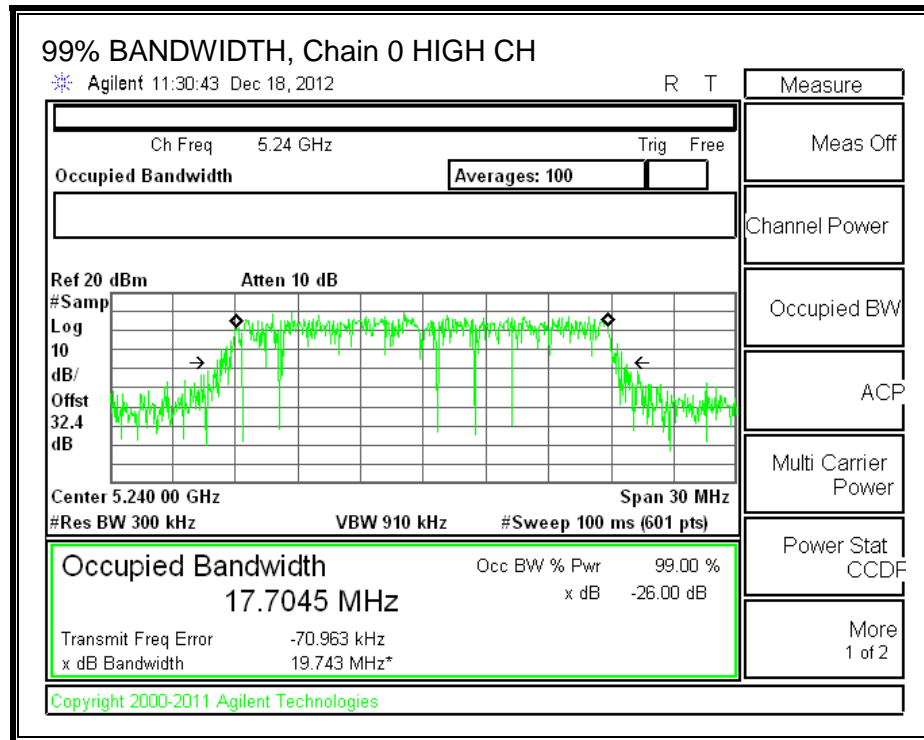 99% BANDWIDTH, Chain 0 HIGH CH
Agilent 11:30:43 Dec 18, 2012 R T
Measure
Ch Freq 5.24 GHz Trig Free
Meas Off
Occupied Bandwidth Averages: 100
Channel Power
Ref 20 dBm Atten 10 dB
#Samp
Log
10
dB/
Offst
32.4
dB
Occupied BW
ACP
Multi Carrier
Power
Center 5.240 00 GHz Span 30 MHz
#Res BW 300 kHz VBW 910 kHz #Sweep 100 ms (601 pts)
Power Stat
CCDF
Occupied Bandwidth Occ BW % Pwr 99.00 %
17.7045 MHz x dB -26.00 dB
Transmit Freq Error -70.963 kHz
x dB Bandwidth 19.743 MHz*
More
1 of 2
Copyright 2000-2011 Agilent Technologies